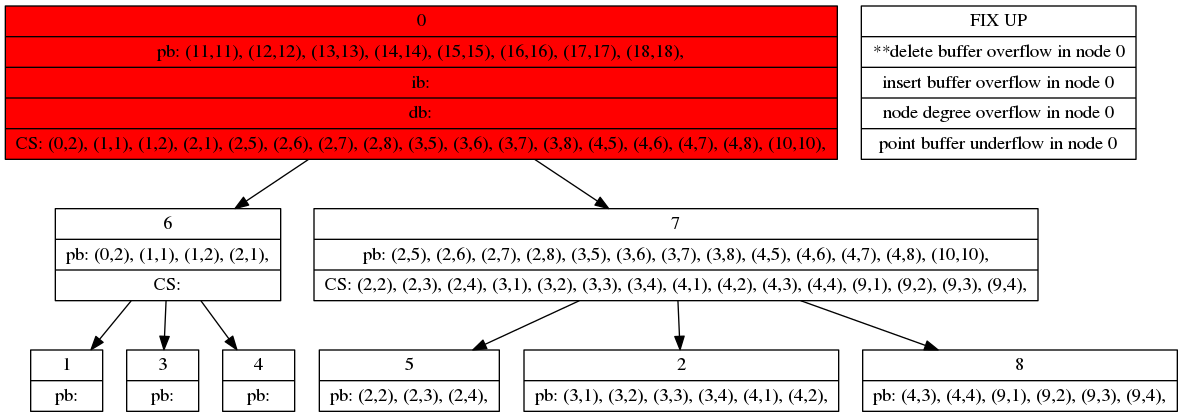 0
pb: (11,11), (12,12), (13,13), (14,14), (15,15), (16,16), (17,17), (18,18),
ib:
db:
CS: (0,2), (1,1), (1,2), (2,1), (2,5), (2,6), (2,7), (2,8), (3,5), (3,6), (3,7), (3,8), (4,5), (4,6), (4,7), (4,8), (10,10),
FIX UP
**delete buffer overflow in node 0
insert buffer overflow in node 0
node degree overflow in node 0
point buffer underflow in node 0
6
pb: (0,2), (1,1), (1,2), (2,1),
CS:
7
pb: (2,5), (2,6), (2,7), (2,8), (3,5), (3,6), (3,7), (3,8), (4,5), (4,6), (4,7), (4,8), (10,10),
CS: (2,2), (2,3), (2,4), (3,1), (3,2), (3,3), (3,4), (4,1), (4,2), (4,3), (4,4), (9,1), (9,2), (9,3), (9,4),
1
pb:
3
pb:
4
pb:
5
pb: (2,2), (2,3), (2,4),
2
pb: (3,1), (3,2), (3,3), (3,4), (4,1), (4,2),
8
pb: (4,3), (4,4), (9,1), (9,2), (9,3), (9,4),